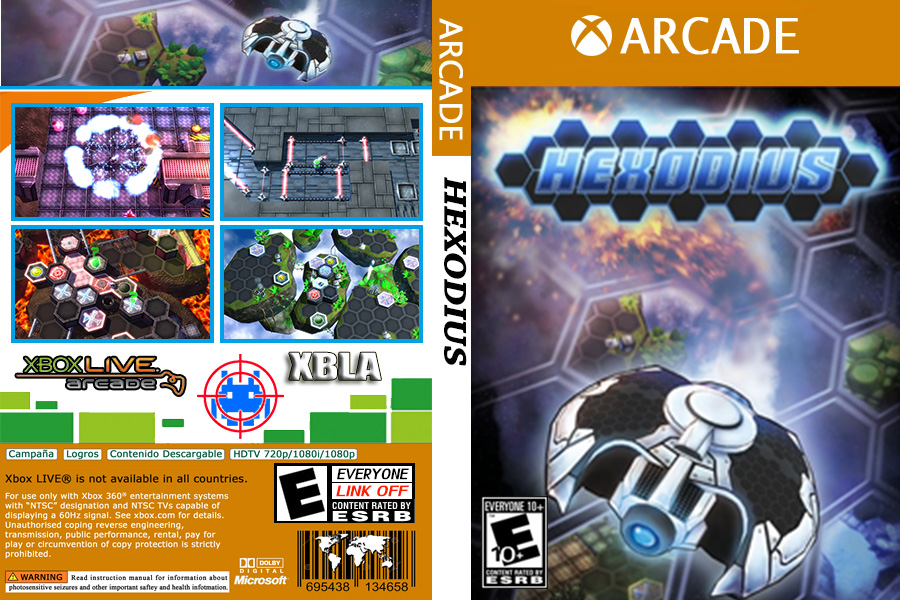 XBOX LIVE.
arcade
XBLA
Campaña Logros Contenido Descargable HDTV 720p/1080i/1080p
Xbox LIVE® is not available in all countries.
For use only with Xbox 360® entertainment systems
with “NTSC” designation and NTSC TVs capable of
displaying a 60Hz signal. See xbox.com for details.
Unauthorised coping reverse engineering,
transmission, public performance, rental, pay for
play or circumvention of copy protection is strictly
prohibited.
WARNING Read instruction manual for information about
photosensitive seizures and other important saftey and health infotmation.
E
EVERYONE
LINK OFF
CONTENT RATED BY
ESRB
DOLBY
DIGITAL
Microsoft
695438 134658
ARCADE
HEXODIUS
ARCADE
HEXODIUS
EVERYONE 10+
E
10+
CONTENT RATED BY
ESRB